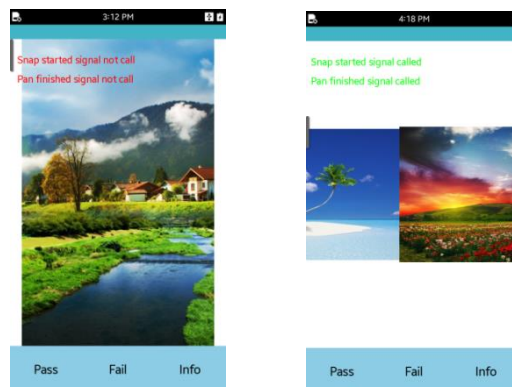 3:12 PM
Snap started signal not call
Pan finished signal not call
Pass Fail Info
4:18 PM
Snap started signal called
Pan finished signal called
Pass Fail Info